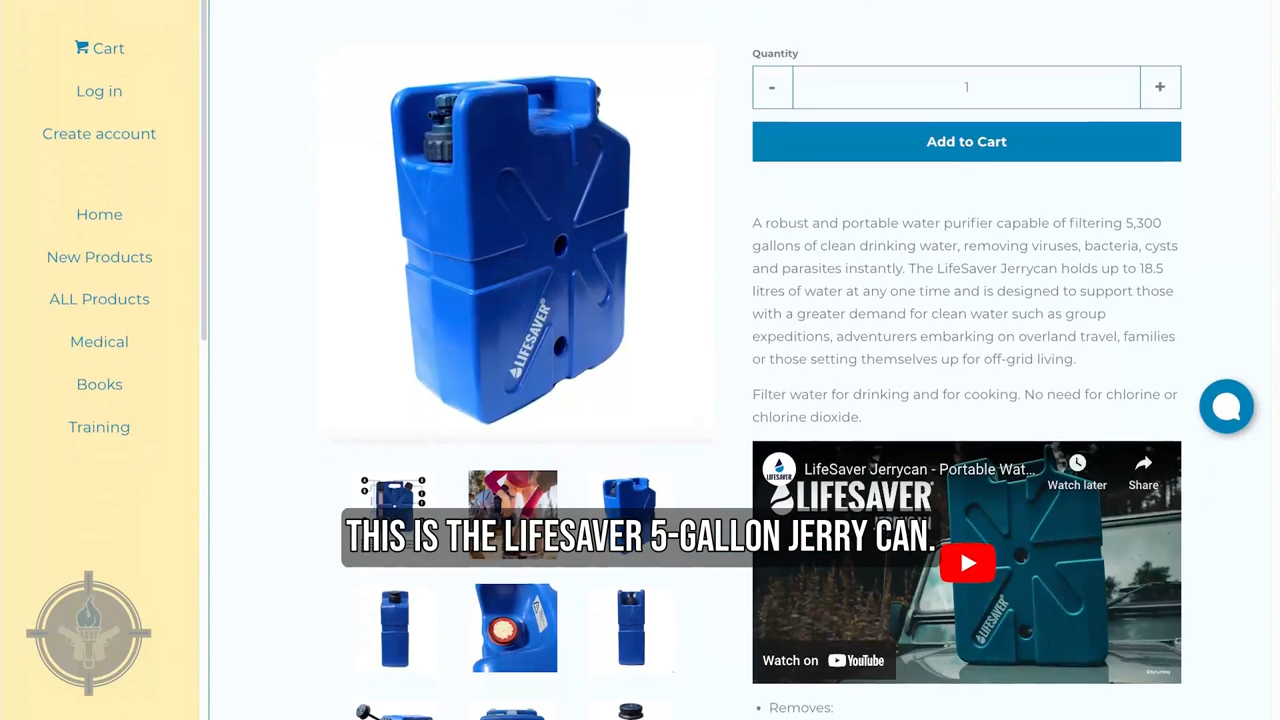 Cart
Log in
Create account
Home
New Products
ALL Products
Medical
Books
Training
LIFESAVER
Quantity
-
1
+
Add to Cart
A robust and portable water purifier capable of filtering 5,300
gallons of clean drinking water, removing viruses, bacteria, cysts
and parasites instantly. The LifeSaver Jerrycan holds up to 18.5
litres of water at any one time and is designed to support those
with a greater demand for clean water such as group
expeditions, adventurers embarking on overland travel, families
or those setting themselves up for off-grid living.
Filter water for drinking and for cooking. No need for chlorine or
chlorine dioxide.
LifeSaver Jerrycan - Portable Wat...
Watch later
Share
LIFESAVER
THIS IS THE LIFESAVER 5-GALLON JERRY CAN.
LIFESAVER
Watch on YouTube
Removes: